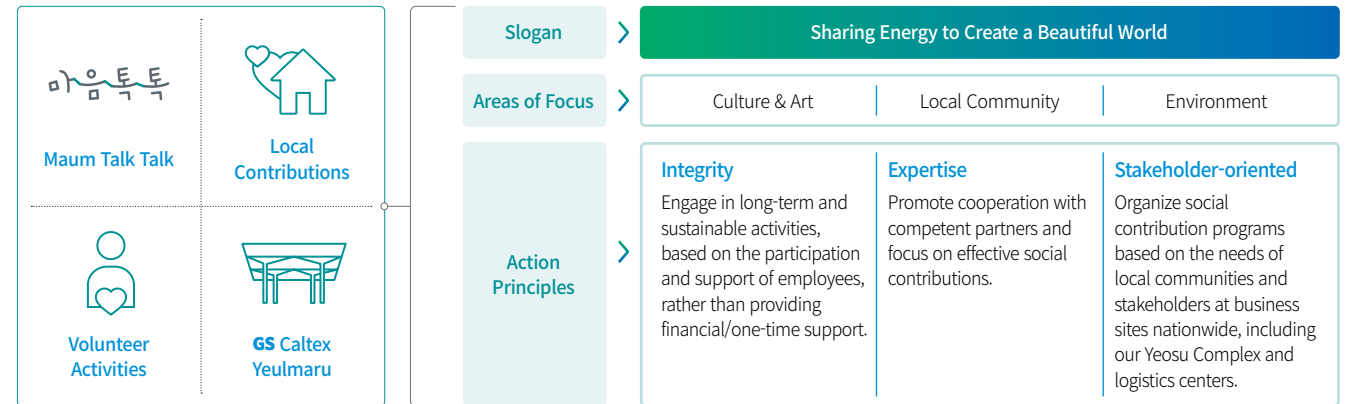 마음톡톡
Maum Talk Talk
Local
Contributions
Volunteer
Activities
GS Caltex
Yeulmaru
Slogan
Sharing Energy to Create a Beautiful World
Areas of Focus
Culture & Art
Local Community
Environment
Action
Principles
Integrity
Engage in long-term and
sustainable activities,
based on the participation
and support of employees,
rather than providing
financial/one-time support.
Expertise
Promote cooperation with
competent partners and
focus on effective social
contributions.
Stakeholder-oriented
Organize social
contribution programs
based on the needs of
local communities and
stakeholders at business
sites nationwide, including
our Yeosu Complex and
logistics centers.